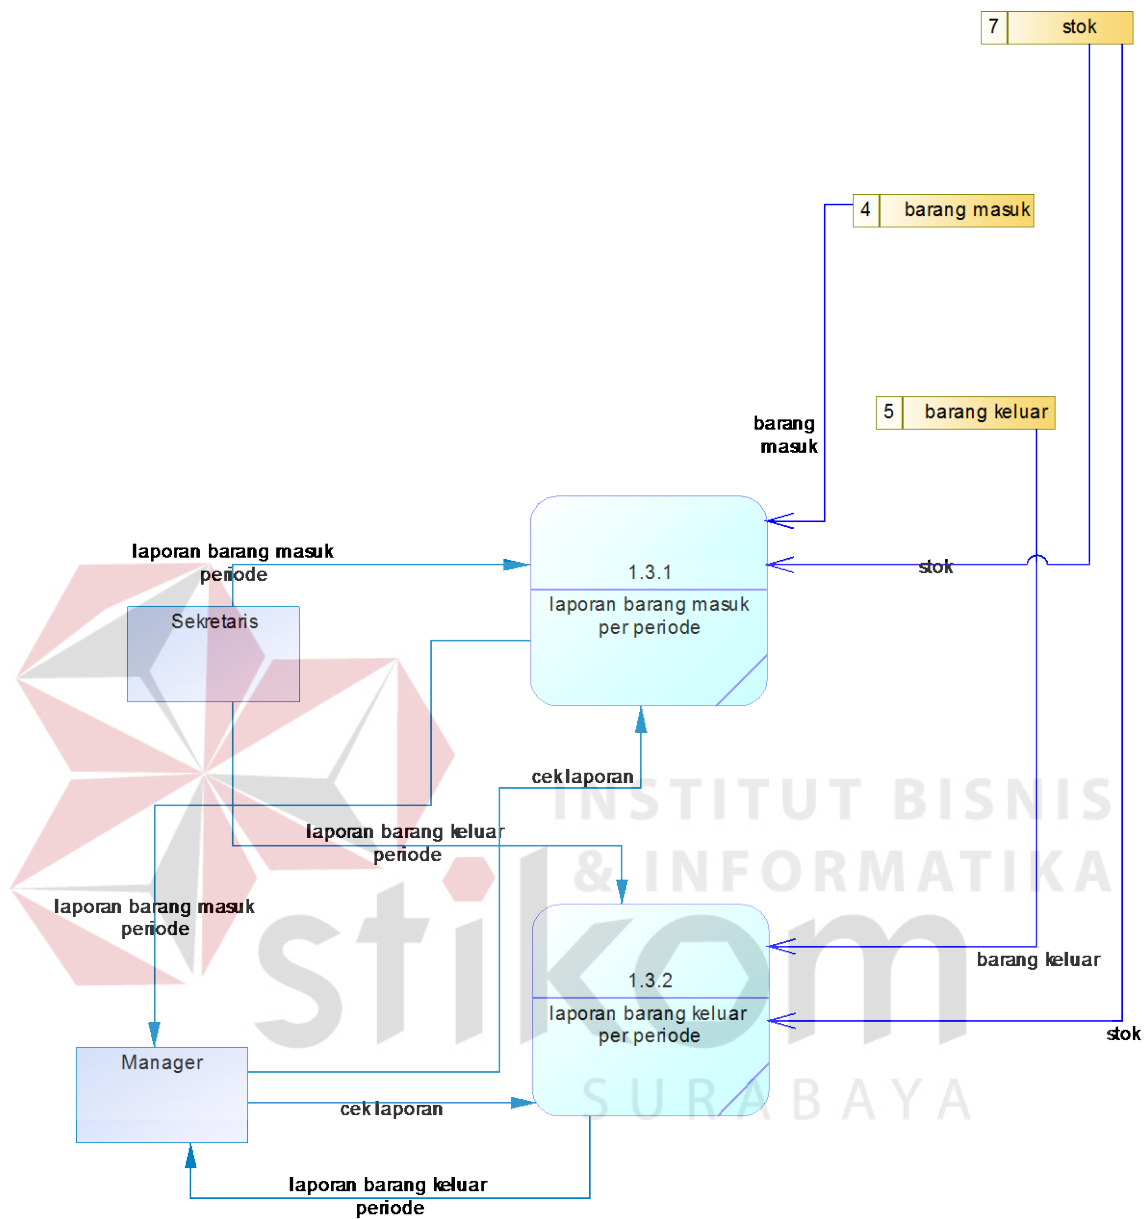 7 stok
4 barang masuk
5 barang keluar
barang
masuk
laporan barang masuk
periode
1.3.1
stok
laporan barang masuk
per periode
Sekretaris
cek laporan
INSTITUT BISNIS
laporan barang keluar
periode
& INFORMATIKA
laporan barang masuk
periode
stikom
barang keluar
1.3.2
laporan barang keluar
per periode
stok
Manager
cek laporan
SURABAYA
laporan barang keluar
periode